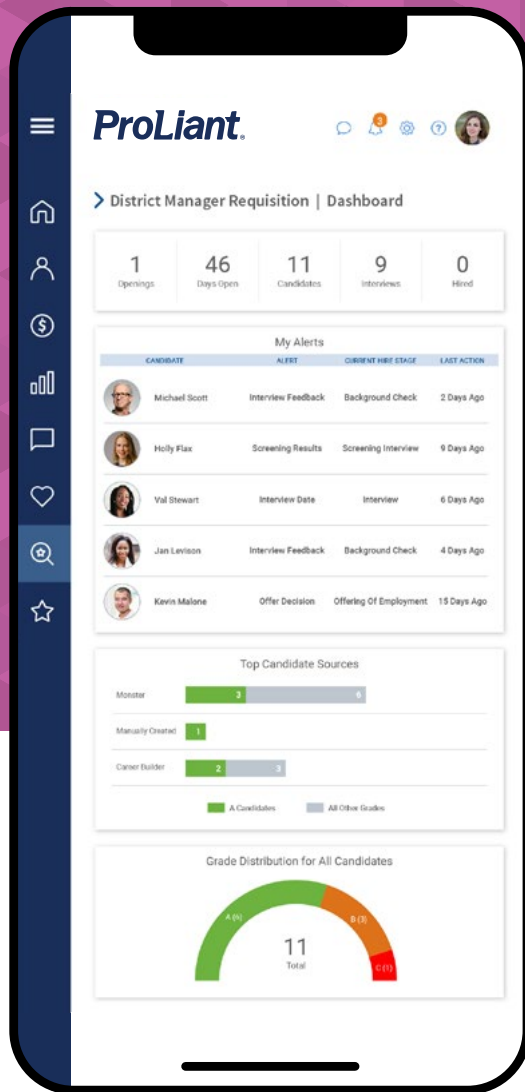 ProLiant.
3
District Manager Requisition | Dashboard
1 46 11 9 0
Openings Days Open Candidates Interviews Hired
My Alerts
CANDIDATE ALERT CURRENT HIRE STAGE LAST ACTION
Michael Scott Interview Feedback Background Check 2 Days Ago
Holly Flax Screening Results Screening Interview 9 Days Ago
Val Stewart Interview Date Interview 6 Days Ago
Jan Levison Interview Feedback Background Check 4 Days Ago
Kevin Malone Offer Decision Offering Of Employment 15 Days Ago
Top Candidate Sources
Monster 3 6
Manually Created 1
Career Builder 2 3
A Candidates All Other Grades
Grade Distribution for All Candidates
A (6) B (3)
11
Total
C (1)